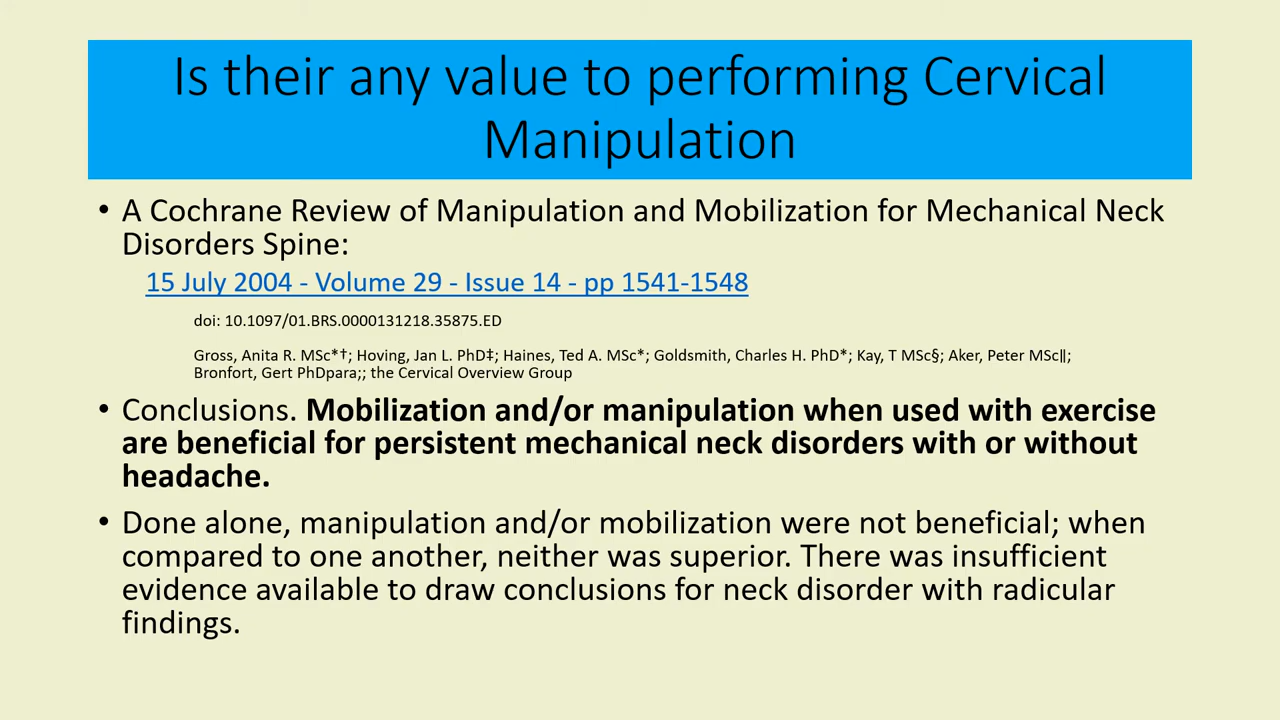 Is their any value to performing Cervical
Manipulation
• A Cochrane Review of Manipulation and Mobilization for Mechanical Neck
Disorders Spine:
15 July 2004 - Volume 29 - Issue 14 - pp 1541-1548
doi: 10.1097/01.BRS.0000131218.35875.ED
Gross, Anita R. MSc*†; Hoving, Jan L. PhD‡; Haines, Ted A. MSc*; Goldsmith, Charles H. PhD*; Kay, T MSc§; Aker, Peter MSc∥;
Bronfort, Gert PhDpara;; the Cervical Overview Group
• Conclusions. Mobilization and/or manipulation when used with exercise
are beneficial for persistent mechanical neck disorders with or without
headache.
• Done alone, manipulation and/or mobilization were not beneficial; when
compared to one another, neither was superior. There was insufficient
evidence available to draw conclusions for neck disorder with radicular
findings.